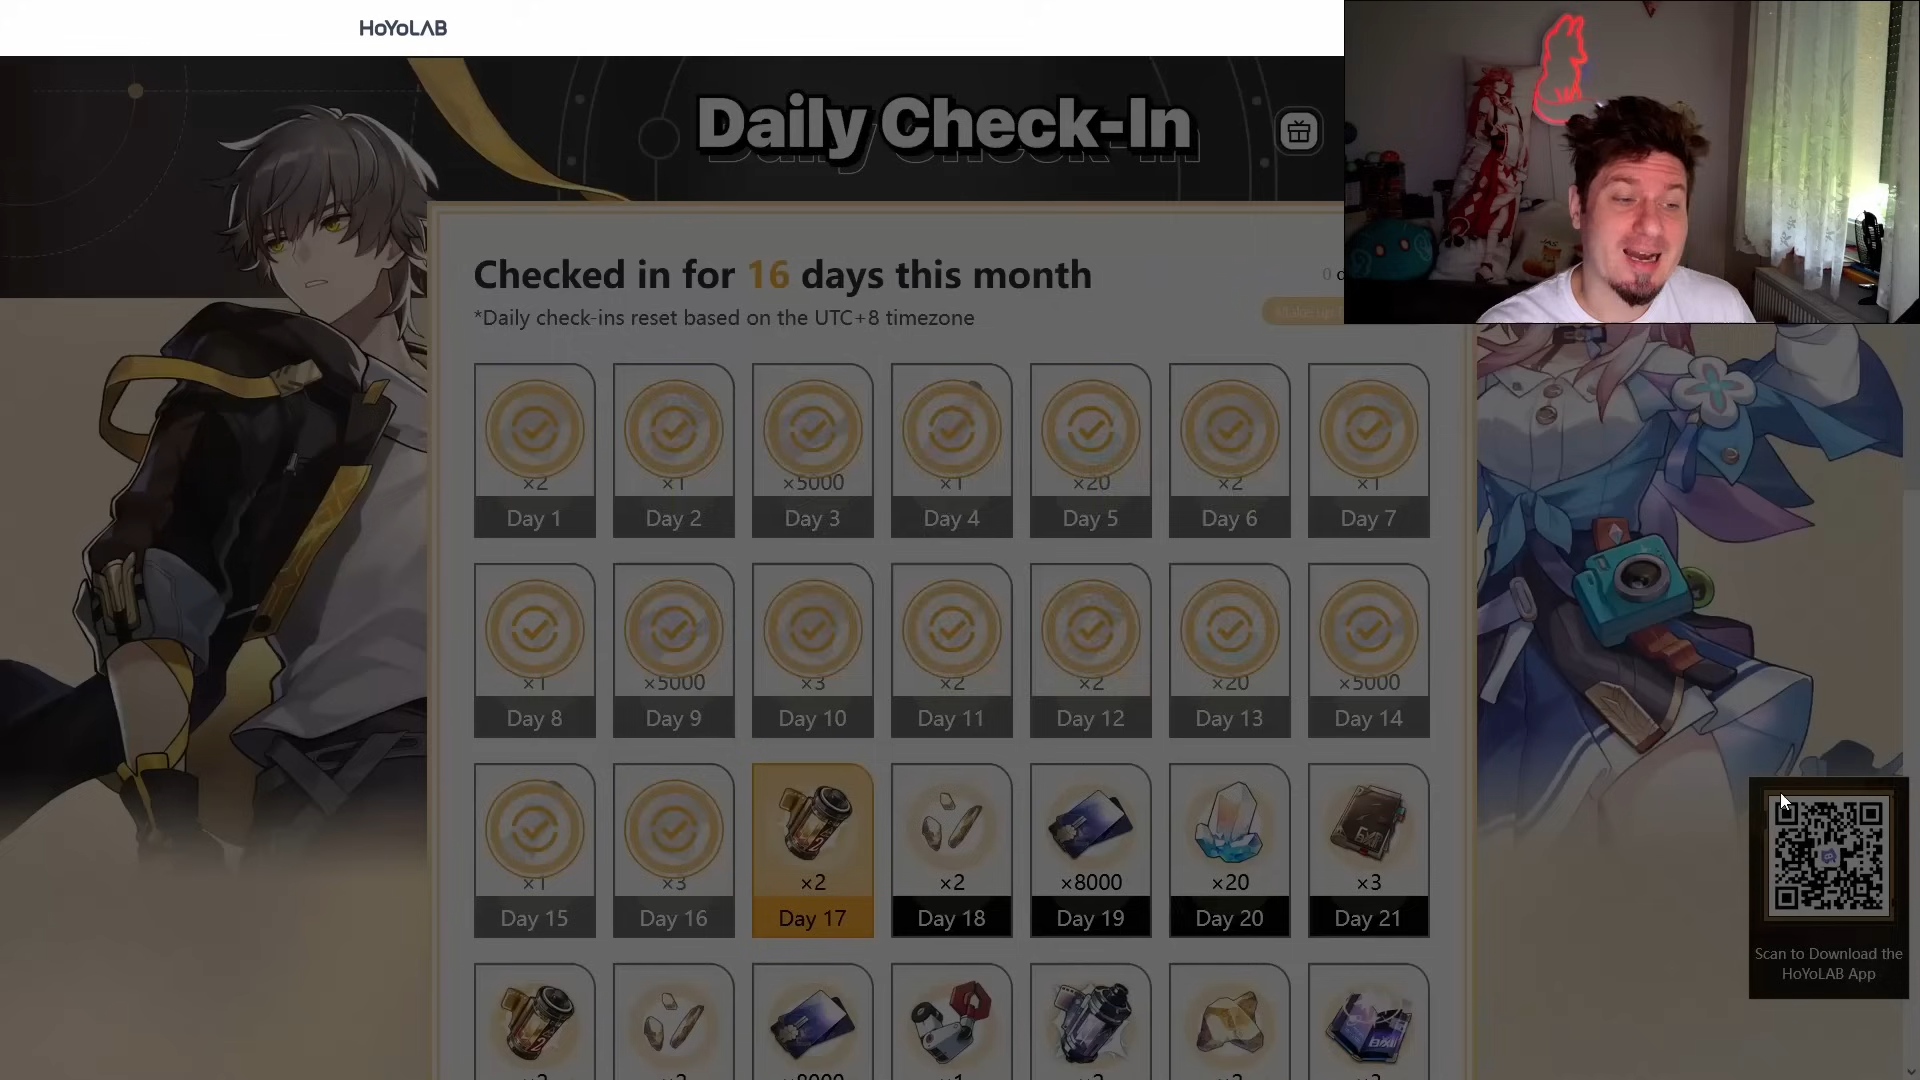 HoYoLAB
Daily Check-In
Checked in for 16 days this month
*Daily check-ins reset based on the UTC+8 timezone
×2 ×1 ×5000 ×1 ×20 ×2 ×1
Day 1 Day 2 Day 3 Day 4 Day 5 Day 6 Day 7
×1 ×5000 ×3 ×2 ×2 ×20 ×5000
Day 8 Day 9 Day 10 Day 11 Day 12 Day 13 Day 14
×1 ×3 ×2 ×2 ×8000 ×20 ×3
Day 15 Day 16 Day 17 Day 18 Day 19 Day 20 Day 21
Scan to Download the
HoYoLAB App